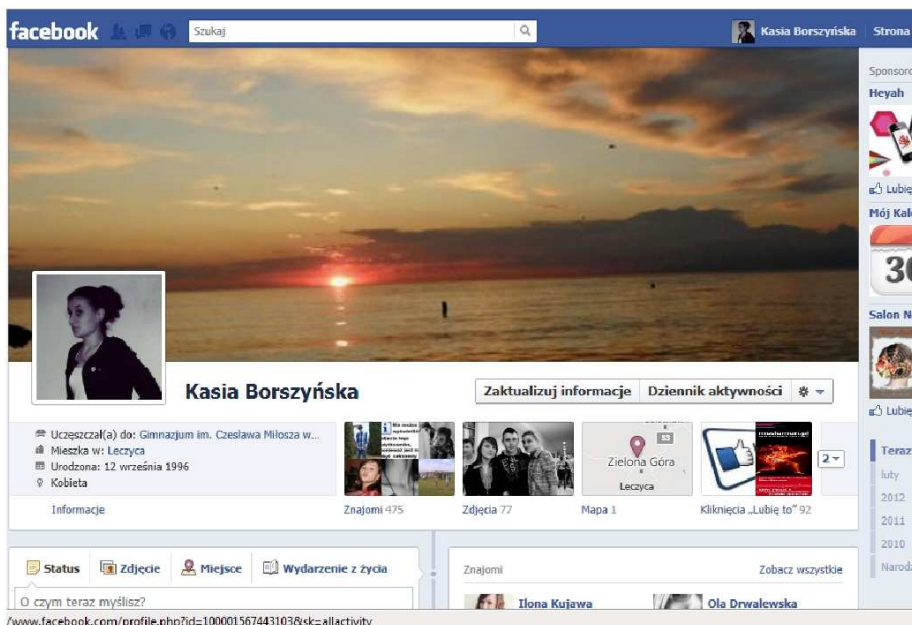 facebook
Szukaj
Kasia Borszyńska
Strona
Sponsoro
Heyah
Lubię
Mój Kale
30
Salon N
Lubię
Kasia Borszyńska
Zaktualizuj informacje
Dziennik aktywności
Uczęszczał(a) do: Gimnazjum im. Czesława Miłosza w...
Mieszka w: Leczyca
Urodzona: 12 września 1996
Kobieta
Informacje
Znajomi 475
Zdjęcia 77
Zielona Góra
Leczyca
Mapa 1
Kliknięcia „Lubię to" 92
2
Teraz
luty
2012
2011
2010
Narodz
Status
Zdjęcie
Miejsce
Wydarzenie z życia
O czym teraz myślisz?
Znajomi
Zobacz wszystkie
Ilona Kujawa
Ola Drwalewska
/www.facebook.com/profile.php?id=100001567443103&sk=allactivity